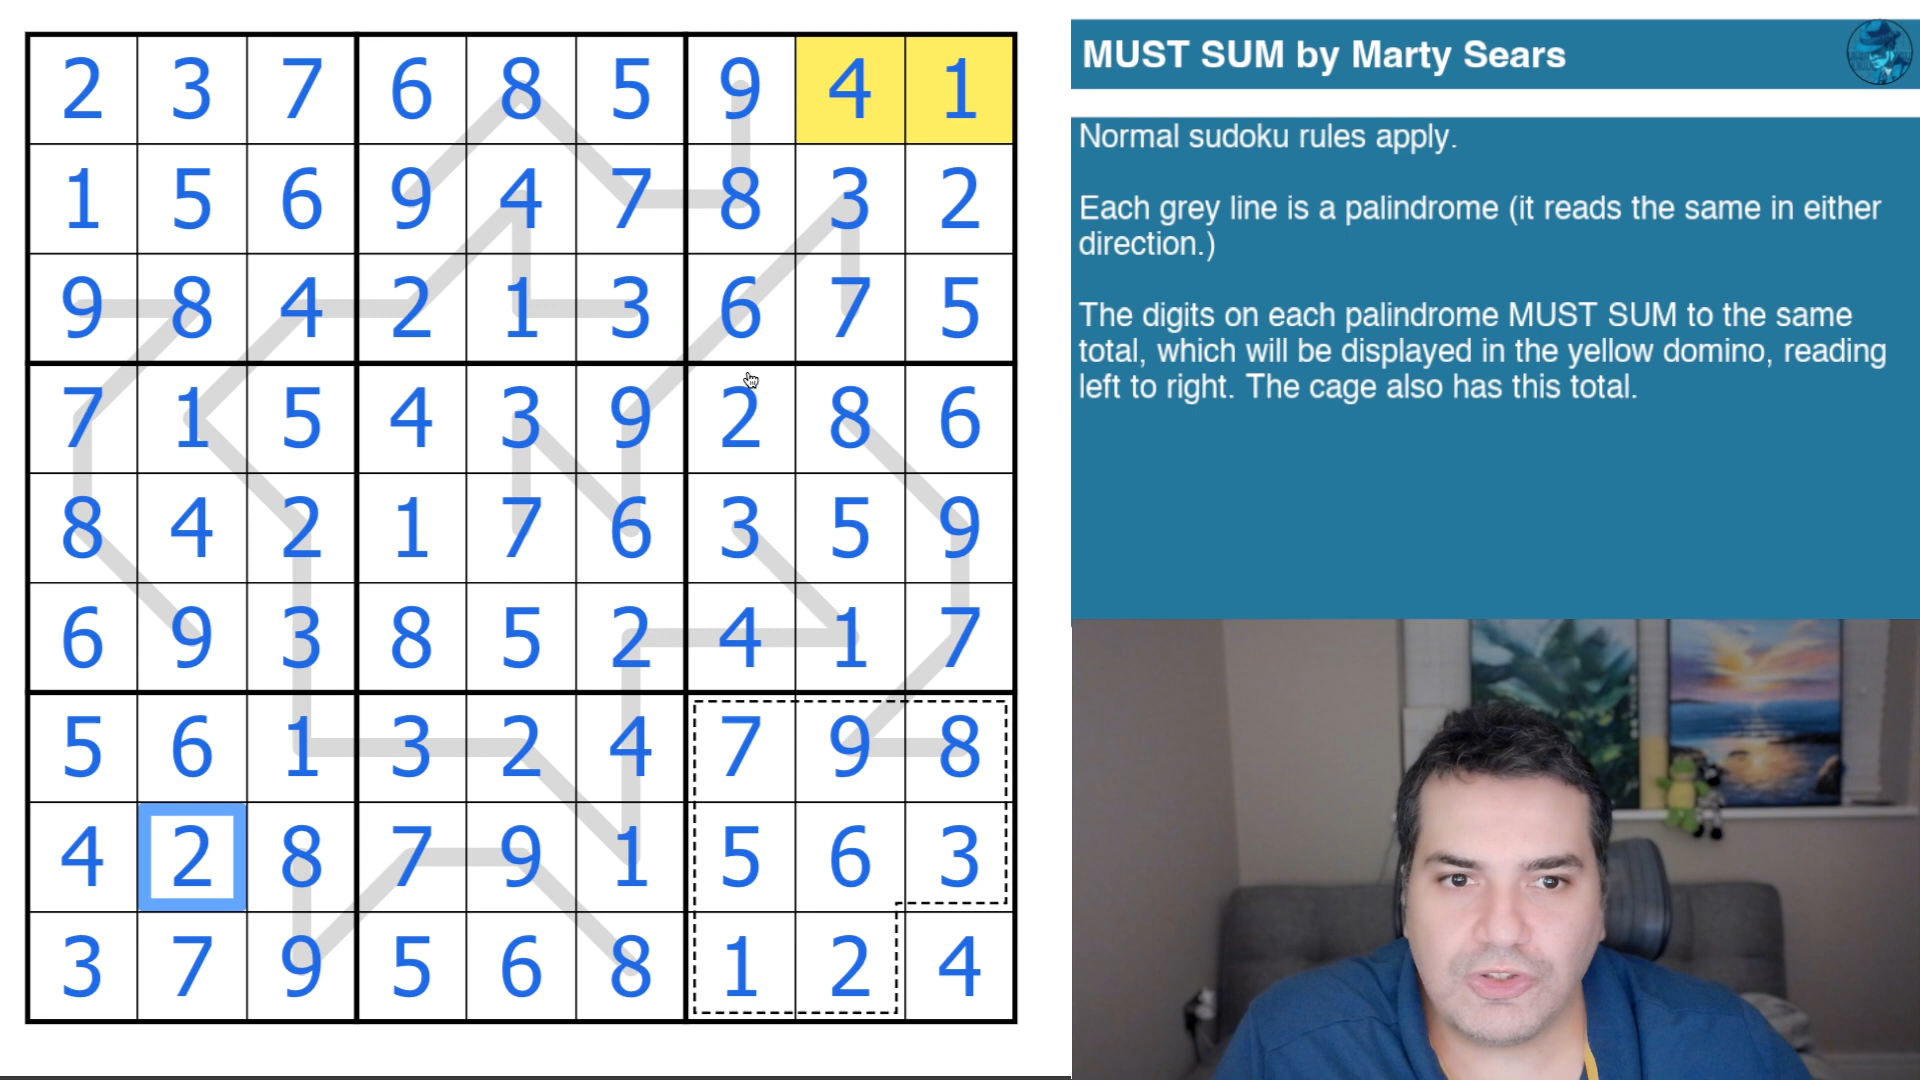 2 3 7 6 8 5 9 4 1
1 5 6 9 4 7 8 3 2
9 8 4 2 1 3 6 7 5
7 1 5 4 3 9 2 8 6
8 4 2 1 7 6 3 5 9
6 9 3 8 5 2 4 1 7
5 6 1 3 2 4 7 9 8
4 2 8 7 9 1 5 6 3
3 7 9 5 6 8 1 2 4
MUST SUM by Marty Sears
Normal sudoku rules apply.
Each grey line is a palindrome (it reads the same in either
direction.)
The digits on each palindrome MUST SUM to the same
total, which will be displayed in the yellow domino, reading
left to right. The cage also has this total.